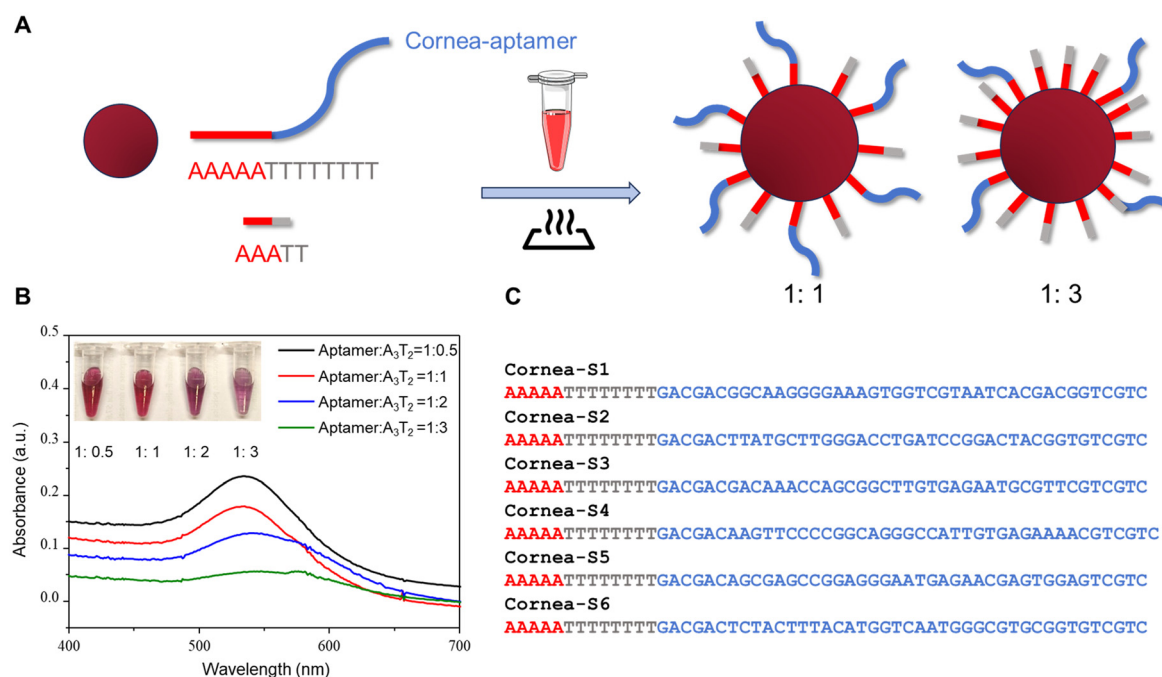 A
Cornea-aptamer
AAAAATTTTTTTT
AAATT
1: 1
1: 3
B
0.5
0.4
0.3
0.2
0.1
0.0
400
500
600
700
Absorbance (a.u.)
Wavelength (nm)
Aptamer:A₃T₂=1:0.5
Aptamer:A₃T₂=1:1
Aptamer:A₃T₂=1:2
Aptamer:A₃T₂=1:3
1: 0.5
1: 1
1: 2
1: 3
C
Cornea-S1
AAAAATTTTTTTTGACGACGGCAAGGGGAAAGTGGTCGTAATCACGACGGTCGTC
Cornea-S2
AAAAATTTTTTTTGACGACTTATGCTTGGGACCTGATCCGGACTACGGTGTCGTC
Cornea-S3
AAAAATTTTTTTTGACGACGACAAACCAGCGGCTTGTGAGAATGCGTTCGTCGTC
Cornea-S4
AAAAATTTTTTTTGACGACAAGTTCCCCGGCAGGGCCATTGTGAGAAAACGTCGTC
Cornea-S5
AAAAATTTTTTTTGACGACAGCGAGCCGGAGGGAATGAGAACGAGTGGAGTCGTC
Cornea-S6
AAAAATTTTTTTTGACGACTCTACTTTACATGGTCAATGGGCGTGCGGTGTCGTC